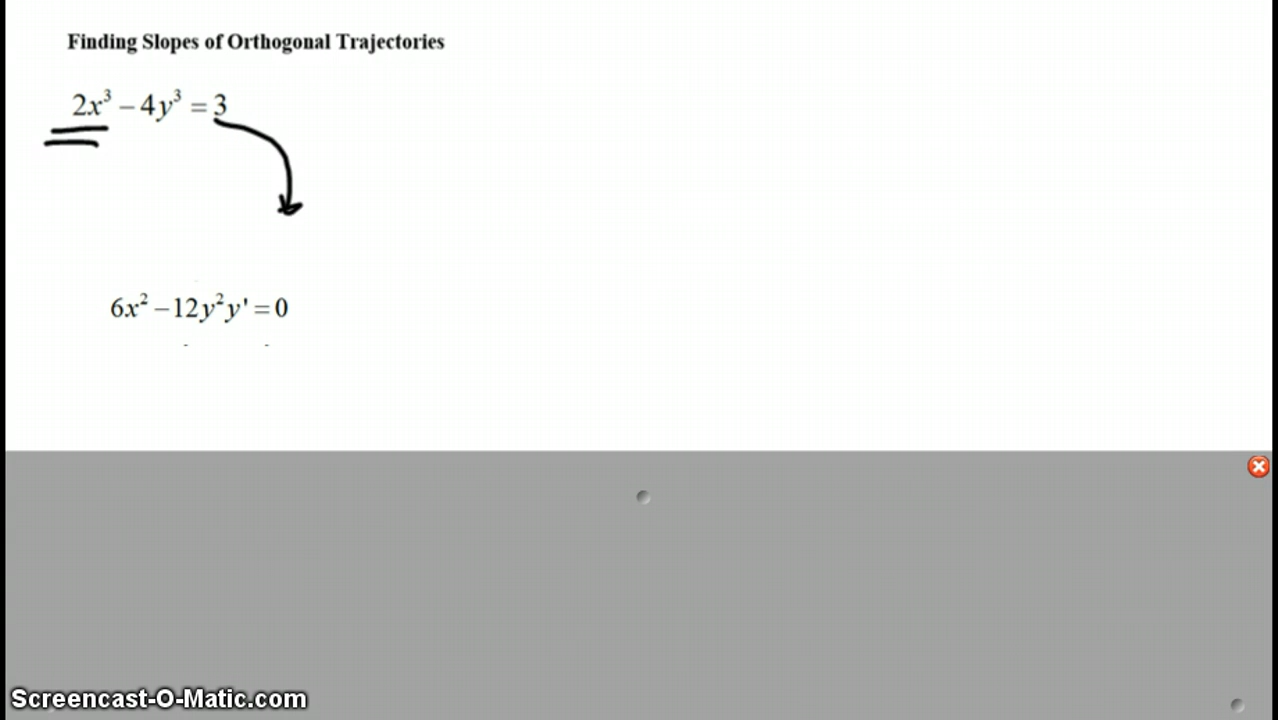 Finding Slopes of Orthogonal Trajectories
2x³ – 4y³ = 3
6x² – 12y²y' = 0
Screencast-O-Matic.com